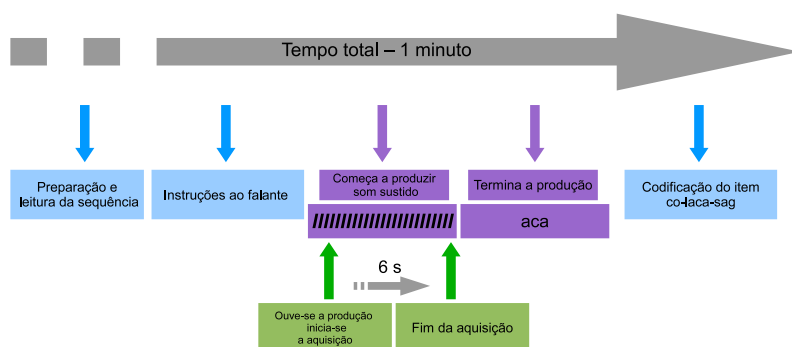 Tempo total – 1 minuto
Preparação e
leitura da sequência
Instruções ao falante
Começa a produzir
som sustido
Termina a produção
Codificação do item
co-laca-sag
//////////////////////////
aca
6 s
Ouve-se a produção
inicia-se
a aquisição
Fim da aquisição